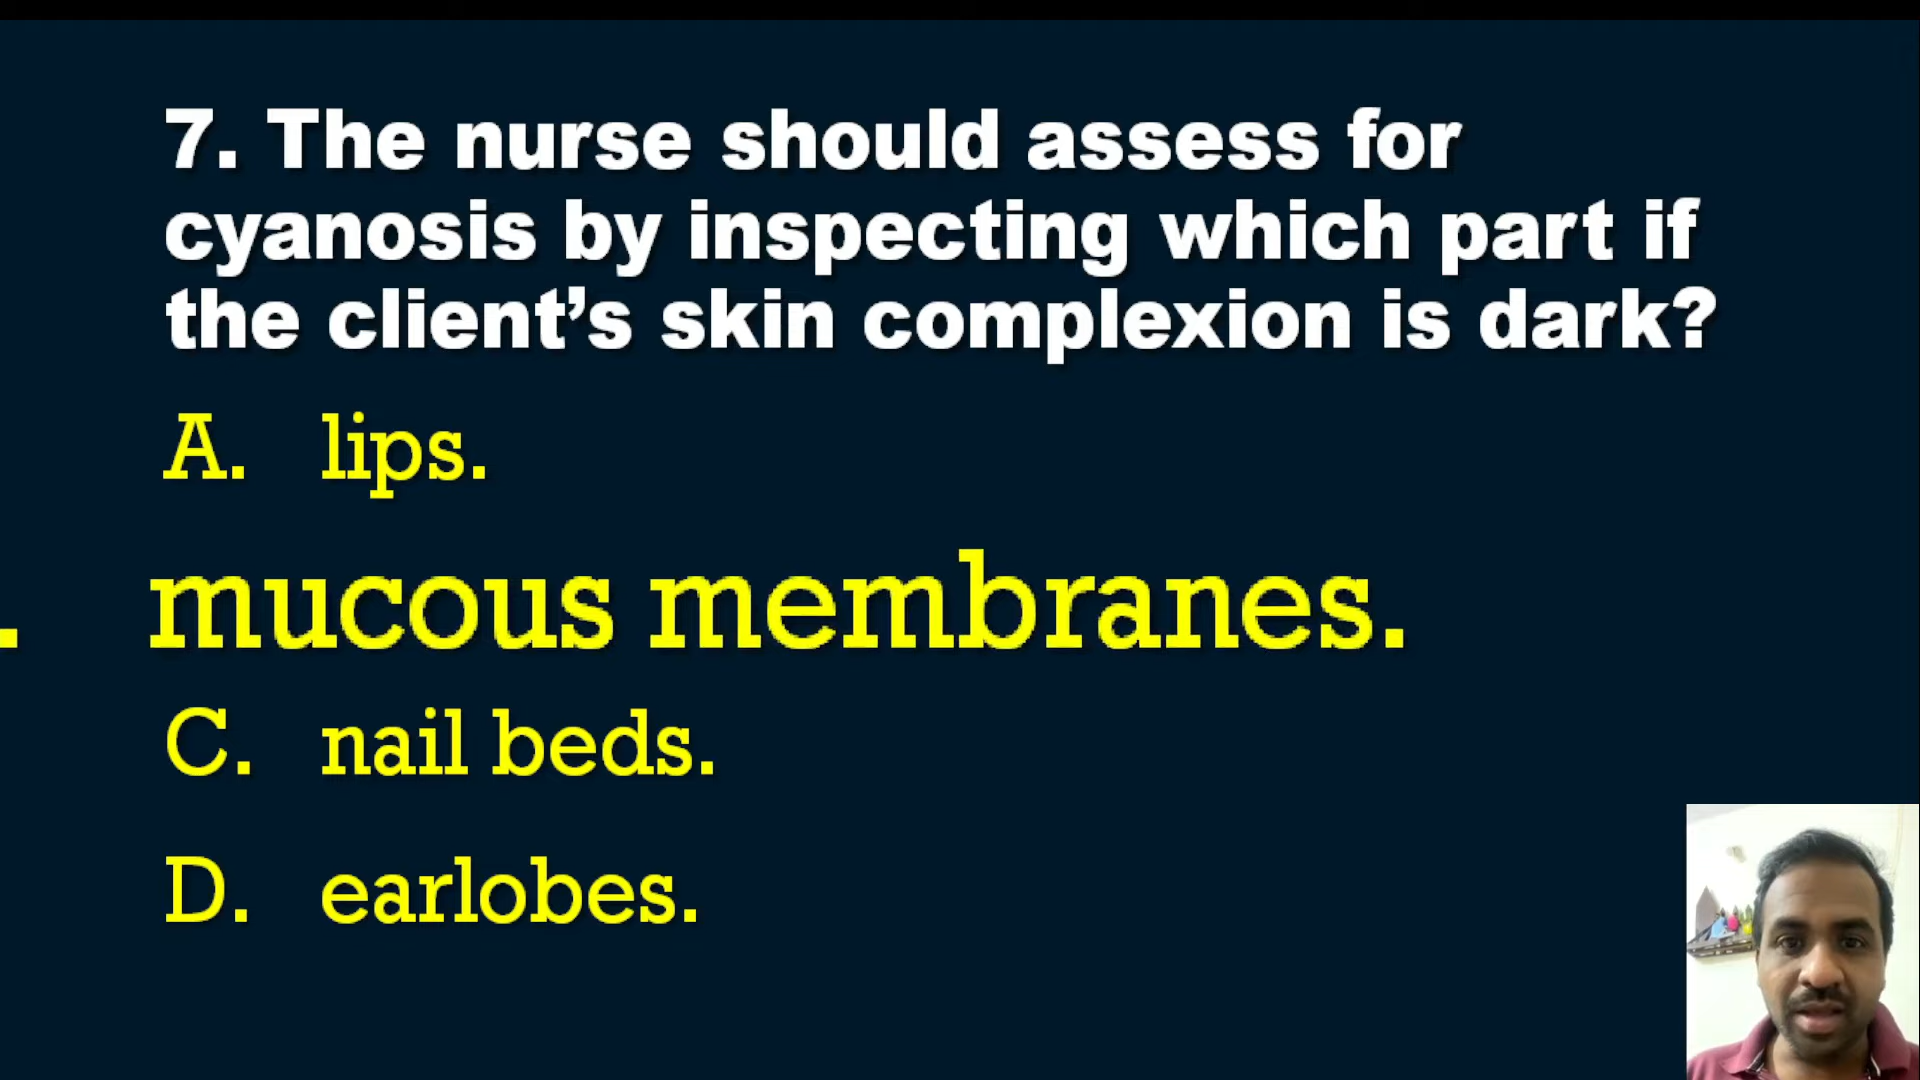 7. The nurse should assess for
cyanosis by inspecting which part if
the client’s skin complexion is dark?
A. lips.
. mucous membranes.
C. nail beds.
D. earlobes.